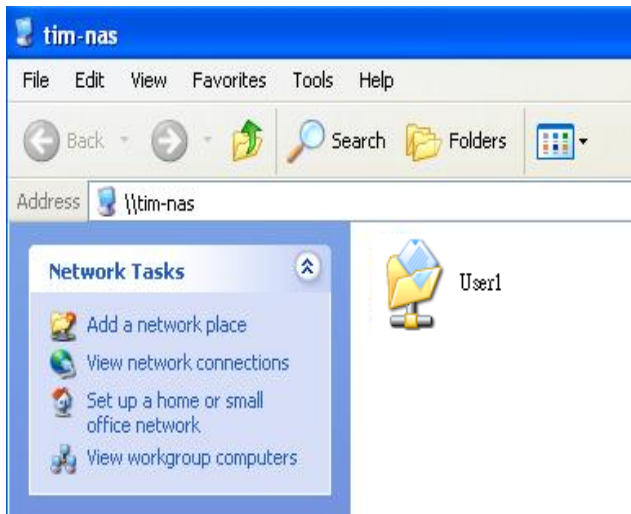 tim-nas
File Edit View Favorites Tools Help
Back Search Folders
Address \\tim-nas
Network Tasks
User1
Add a network place
View network connections
Set up a home or small
office network
View workgroup computers